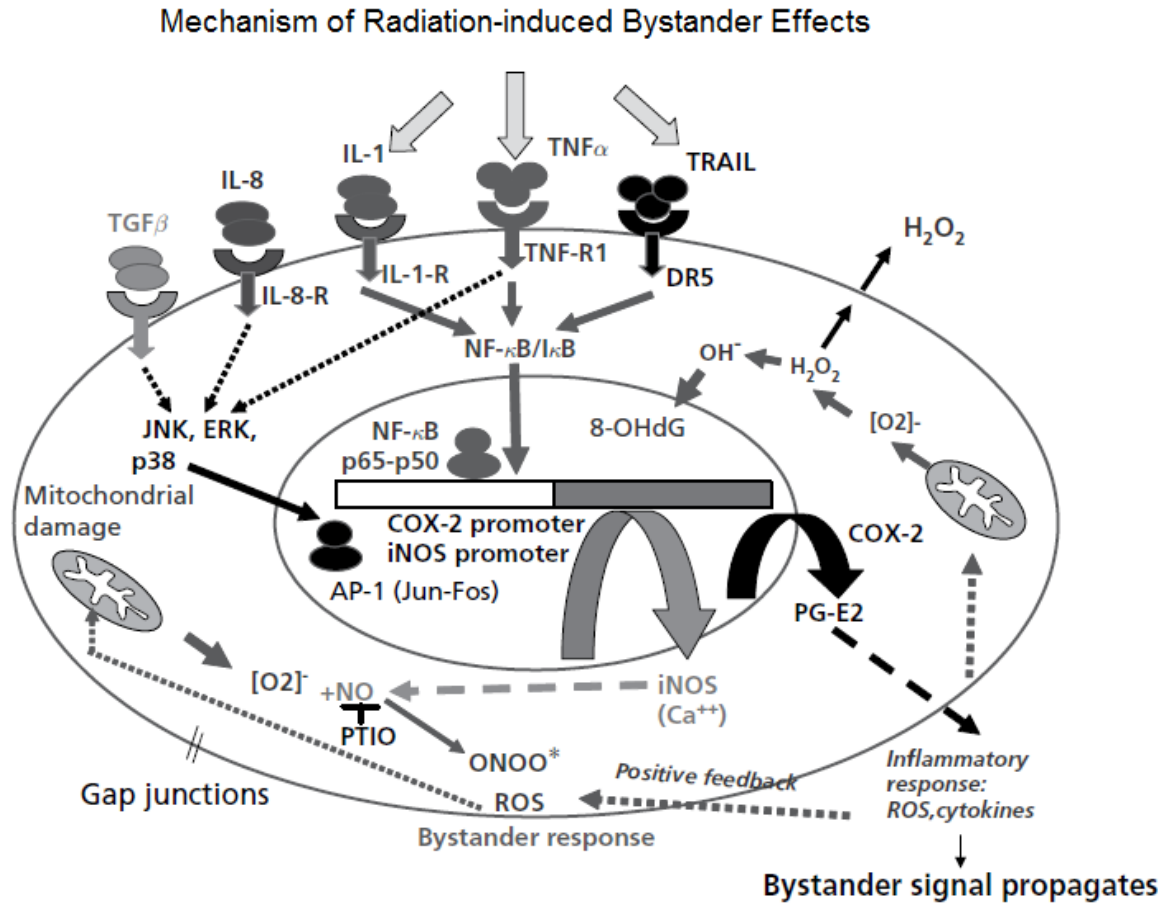 Mechanism of Radiation-induced Bystander Effects
TNFα
IL-1
TRAIL
IL-8
TGFβ
H₂O₂
TNF-R1
IL-1-R
DR5
IL-8-R
NF-κB/IκB
OH⁻
H₂O₂
JNK, ERK,
p38
NF-κB
p65-p50
8-OHdG
[O2]-
Mitochondrial
damage
COX-2 promoter
iNOS promoter
COX-2
AP-1 (Jun-Fos)
PG-E2
[O2]⁻
+NO
iNOS
(Ca⁺⁺)
PTIO
ONOO*
Positive feedback
Inflammatory
response:
ROS,cytokines
Gap junctions
ROS
Bystander response
Bystander signal propagates